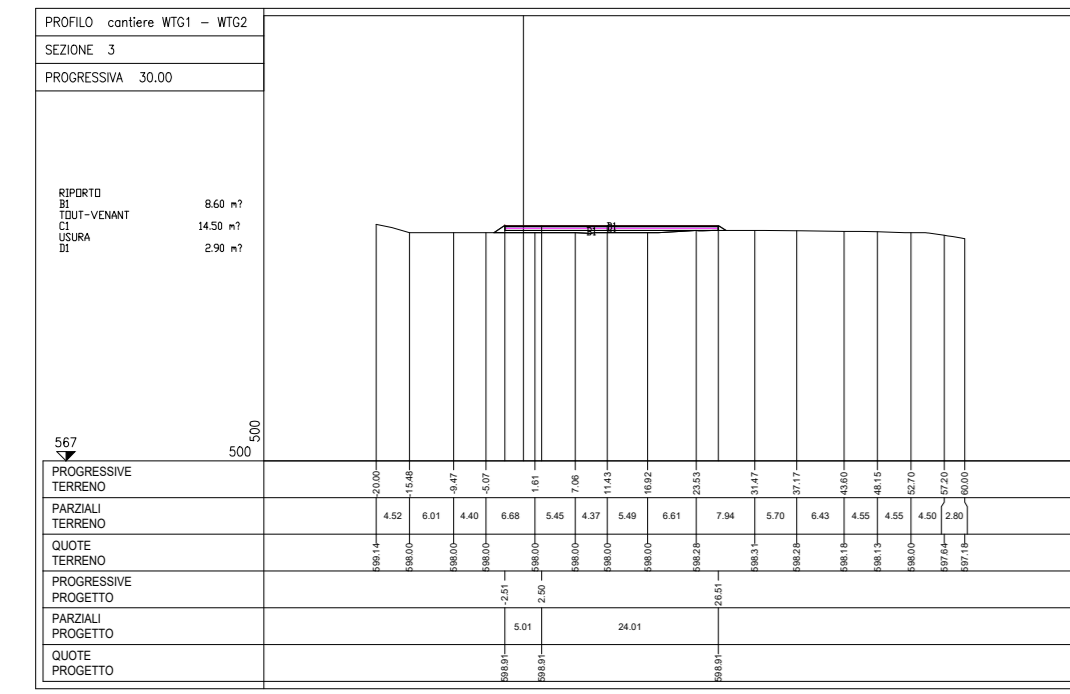 PROFILO cantiere WTG1 – WTG2
SEZIONE 3
PROGRESSIVA 30.00
RIPORTO
B1 8.60 m?
TOUT-VENANT
C1 14.50 m?
USURA
D1 2.90 m?
B1
B1
567
500
500
PROGRESSIVE
TERRENO
-20.00 -15.48 -9.47 -5.07 1.61 7.06 11.43 16.92 23.53 31.47 37.17 43.60 48.15 52.70 57.20 60.00
PARZIALI
TERRENO
4.52 6.01 4.40 6.68 5.45 4.37 5.49 6.61 7.94 5.70 6.43 4.55 4.55 4.50 2.80
QUOTE
TERRENO
599.14 598.00 598.00 598.00 598.00 598.00 598.00 598.00 598.28 598.31 598.28 598.18 598.13 598.00 597.64 597.18
PROGRESSIVE
PROGETTO
-2.51 2.50 26.51
PARZIALI
PROGETTO
5.01 24.01
QUOTE
PROGETTO
598.91 598.91 598.91